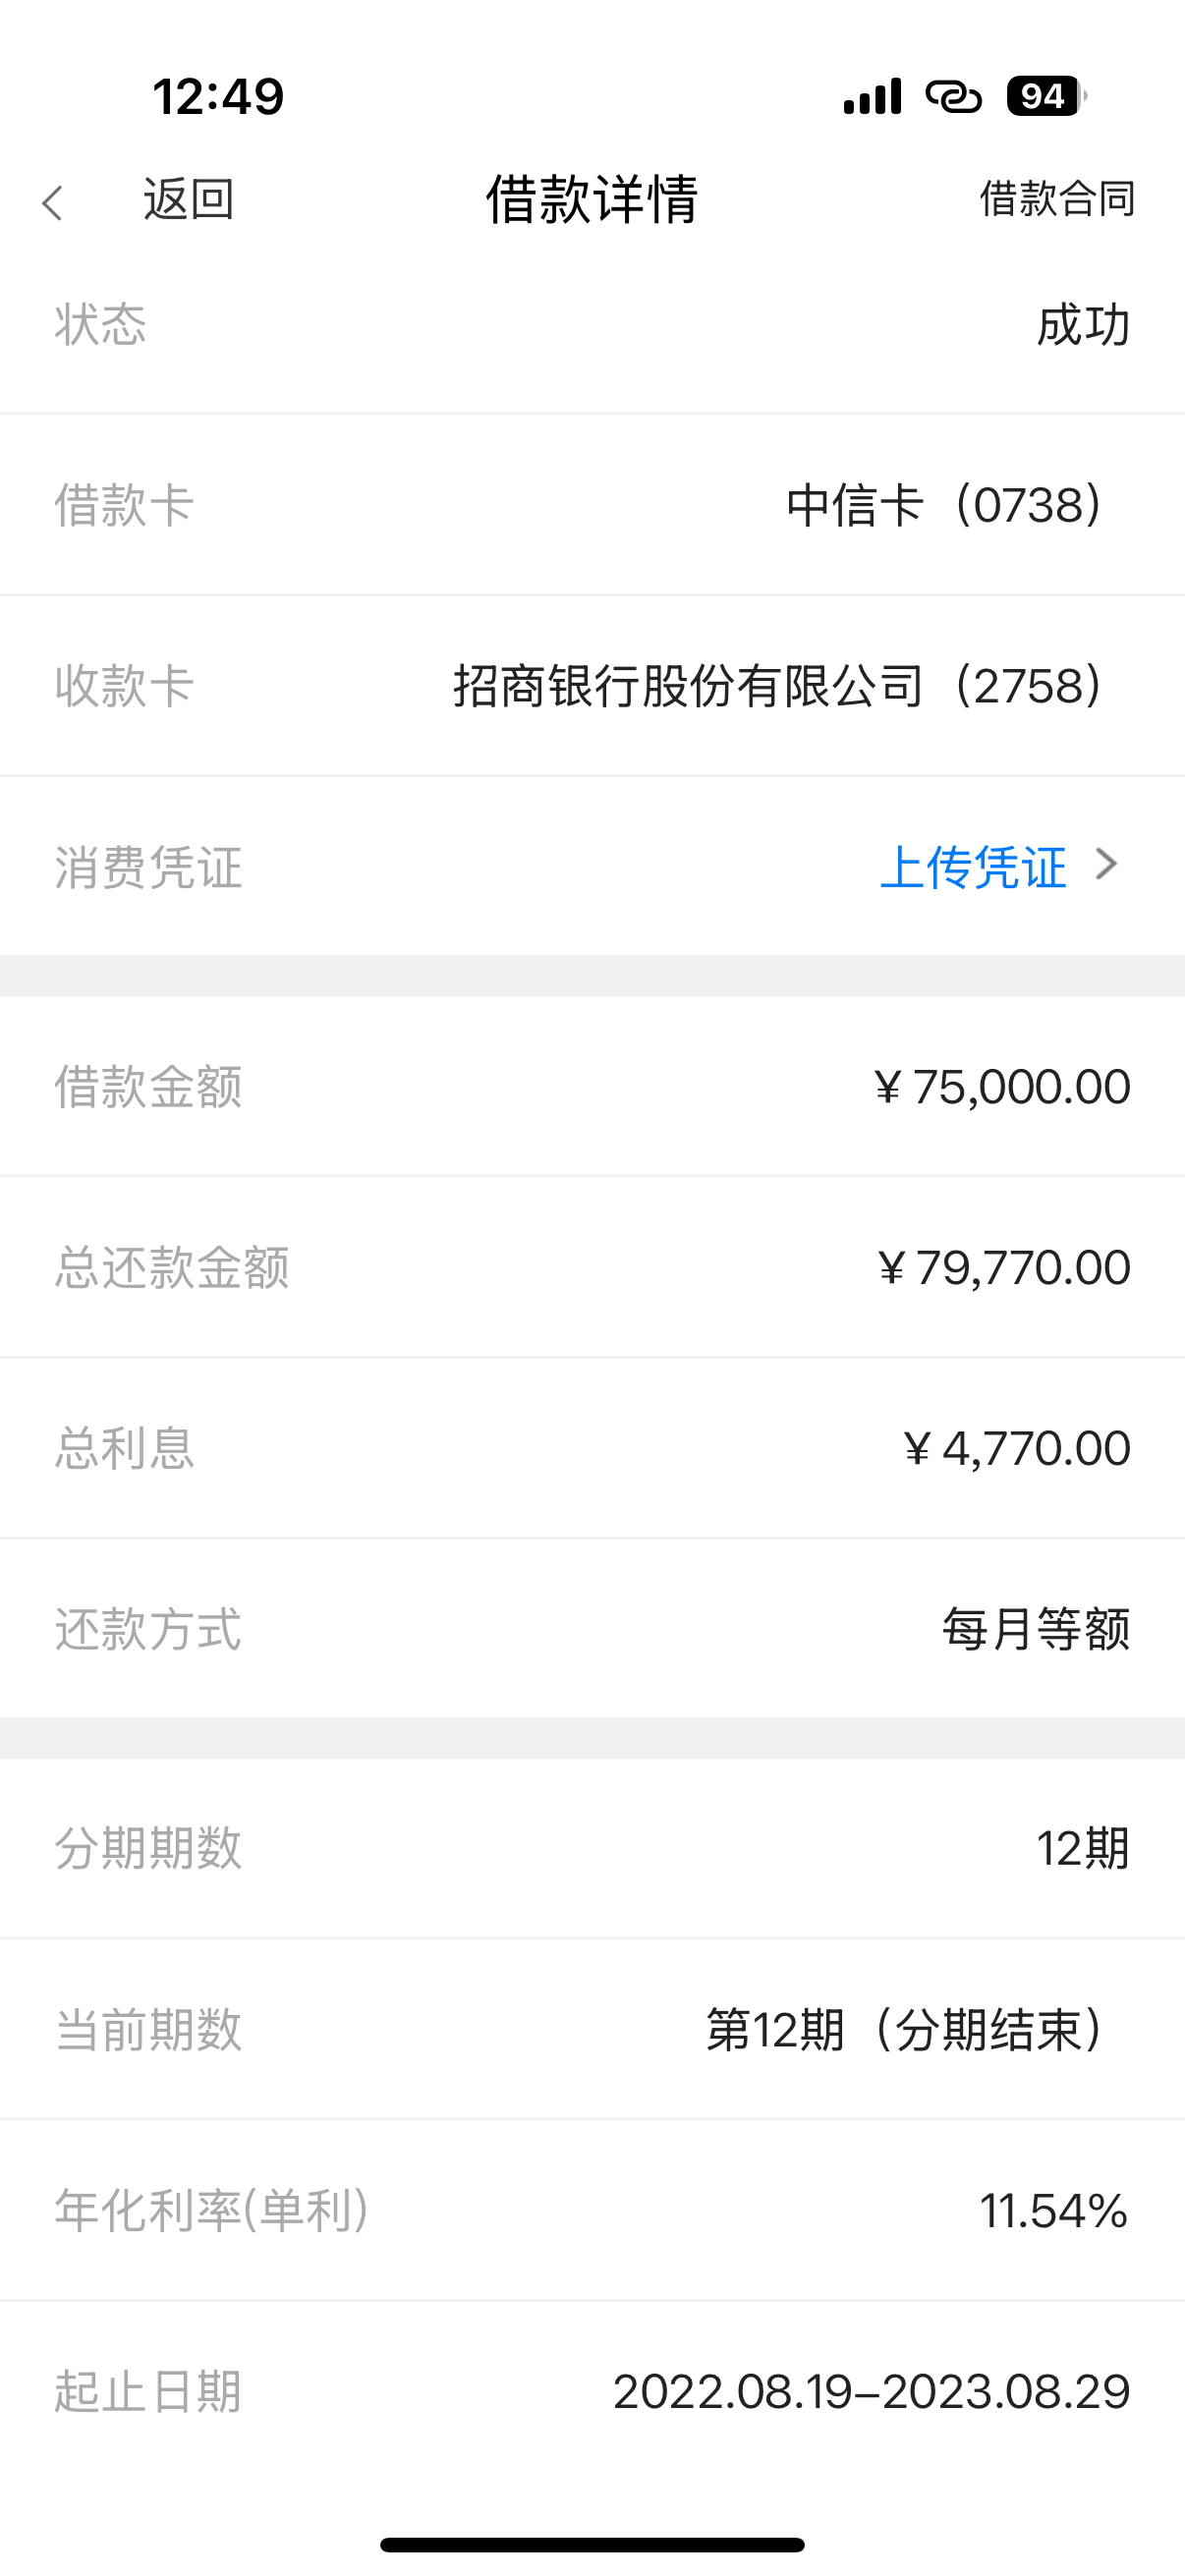 12:49
94
返回
借款详情
借款合同
状态
成功
借款卡
中信卡（0738）
收款卡
招商银行股份有限公司（2758）
消费凭证
上传凭证
借款金额
¥ 75,000.00
总还款金额
¥ 79,770.00
总利息
¥ 4,770.00
还款方式
每月等额
分期期数
12期
当前期数
第12期（分期结束）
年化利率(单利)
11.54%
起止日期
2022.08.19–2023.08.29